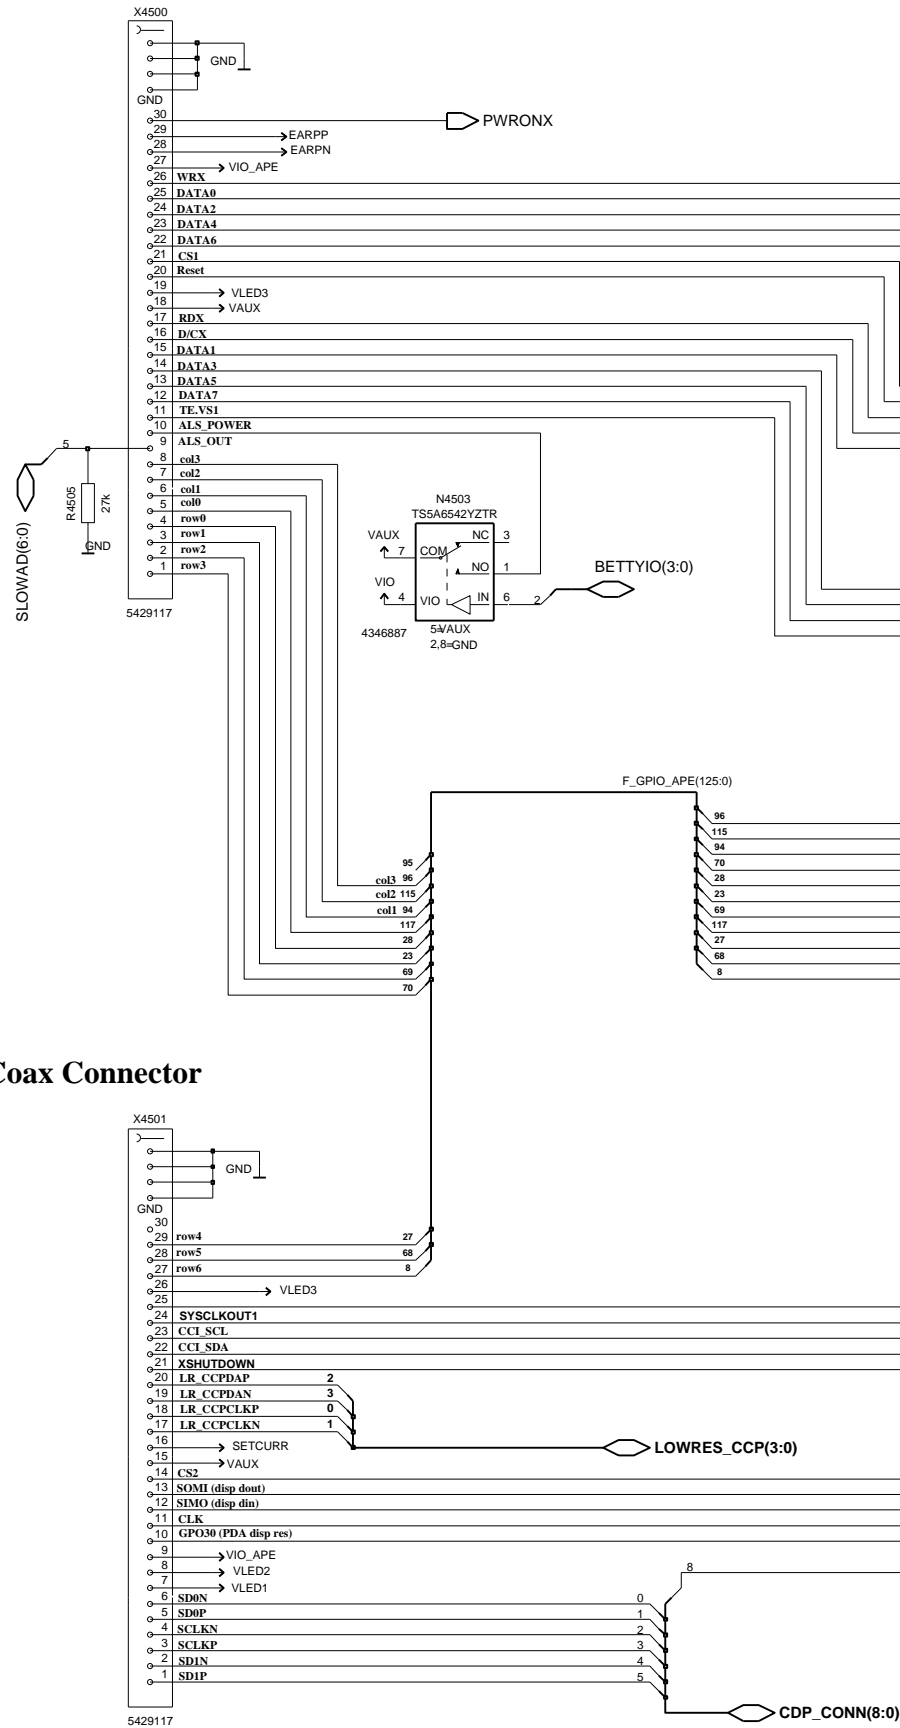 X4500
GND
GND
30
PWRONX
29
EARPP
28
EARPN
27
VIO_APE
26 WRX
25 DATA0
24 DATA2
23 DATA4
22 DATA6
21 CS1
20 Reset
19
VLED3
18
VAUX
17 RDX
16 D/CX
15 DATA1
14 DATA3
13 DATA5
12 DATA7
11 TE.VS1
10 ALS_POWER
9 ALS_OUT
8 col3
7 col2
6 col1
5 col0
4 row0
3 row1
2 row2
1 row3
5429117
5
SLOWAD(6:0)
R4505
27k
GND
N4503
TS5A6542YZTR
VAUX
7
COM
NC
3
NO
1
VIO
4
VIO
IN
6
2
BETTYIO(3:0)
4346887
5=VAUX
2,8=GND
F_GPIO_APE(125:0)
95
col3 96
col2 115
col1 94
117
28
23
69
70
96
115
94
70
28
23
69
117
27
68
8
Coax Connector
X4501
GND
GND
30
29 row4
27
28 row5
68
27 row6
8
26
VLED3
25
24 SYSCLKOUT1
23 CCI_SCL
22 CCI_SDA
21 XSHUTDOWN
20 LR_CCPDAP 2
19 LR_CCPDAN 3
18 LR_CCPCLKP 0
17 LR_CCPCLKN 1
16
SETCURR
LOWRES_CCP(3:0)
15
VAUX
14 CS2
13 SOMI (disp dout)
12 SIMO (disp din)
11 CLK
10 GPO30 (PDA disp res)
9
VIO_APE
8
VLED2
7
VLED1
8
6 SD0N 0
5 SD0P 1
4 SCLKN 2
3 SCLKP 3
2 SD1N 4
1 SD1P 5
CDP_CONN(8:0)
5429117